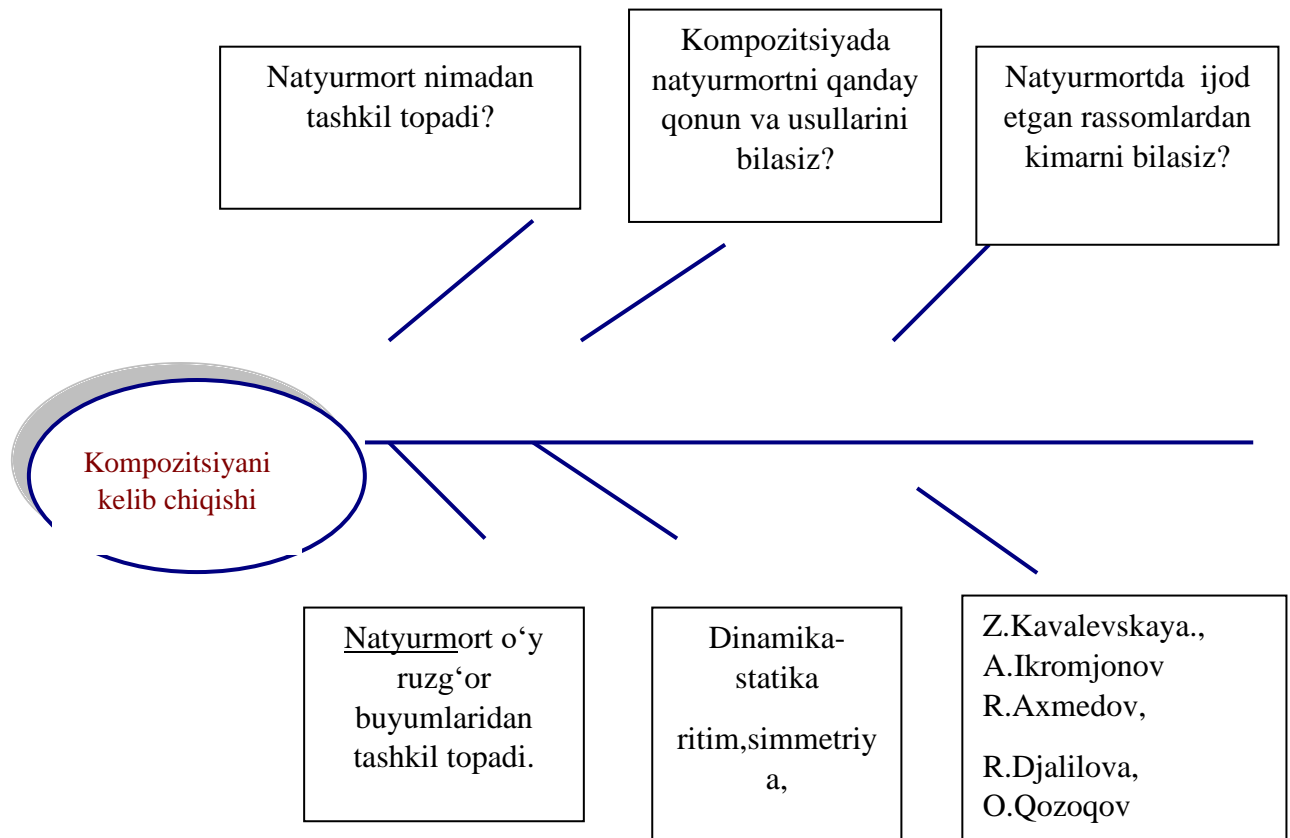 Natyurmort nimadan
tashkil topadi?
Kompozitsiyada
natyurmortni qanday
qonun va usullarini
bilasiz?
Natyurmortda ijod
etgan rassomlardan
kimarni bilasiz?
Kompozitsiyani
kelib chiqishi
Natyurmort o‘y
ruzg‘or
buyumlaridan
tashkil topadi.
Dinamika-
statika
ritim,simmetriy
a,
Z.Kavalevskaya.,
A.Ikromjonov
R.Axmedov,
R.Djalilova,
O.Qozoqov